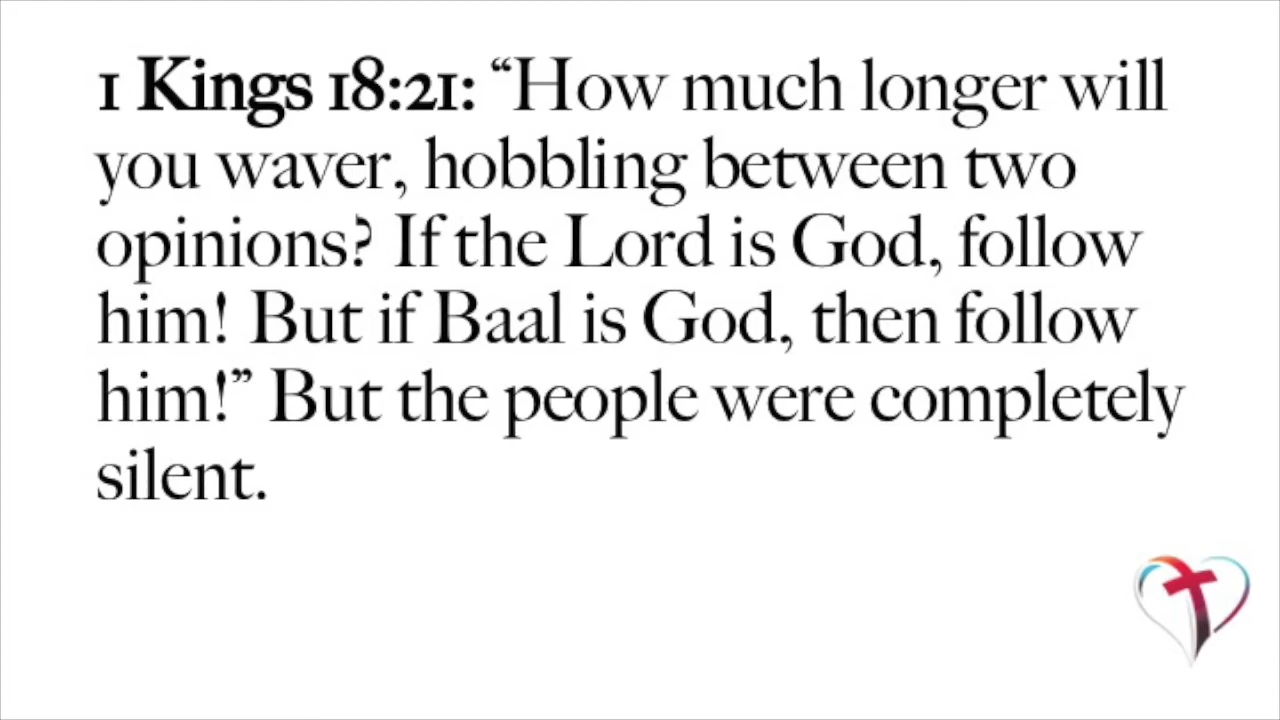 1 Kings 18:21: “How much longer will
you waver, hobbling between two
opinions? If the Lord is God, follow
him! But if Baal is God, then follow
him!” But the people were completely
silent.